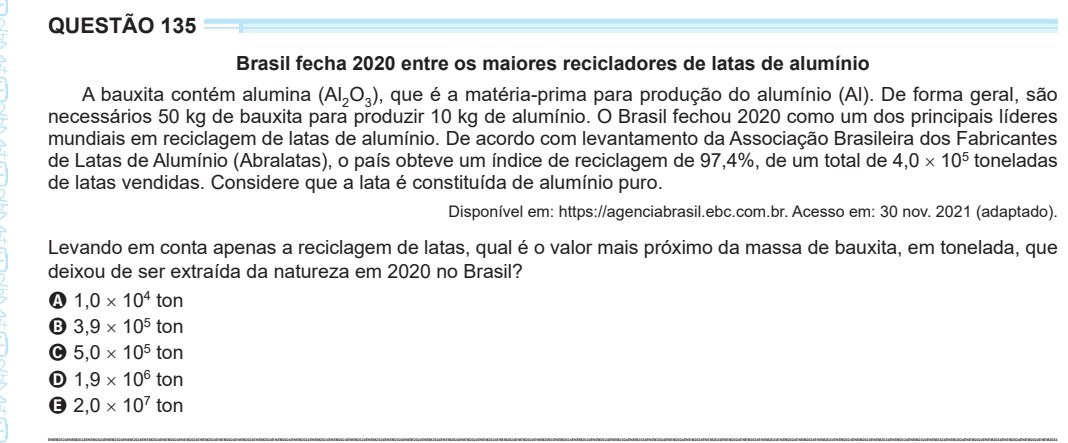 QUESTÃO 135
Brasil fecha 2020 entre os maiores recicladores de latas de alumínio
A bauxita contém alumina (Al₂O₃), que é a matéria-prima para produção do alumínio (Al). De forma geral, são
necessários 50 kg de bauxita para produzir 10 kg de alumínio. O Brasil fechou 2020 como um dos principais líderes
mundiais em reciclagem de latas de alumínio. De acordo com levantamento da Associação Brasileira dos Fabricantes
de Latas de Alumínio (Abralatas), o país obteve um índice de reciclagem de 97,4%, de um total de 4,0 × 10⁵ toneladas
de latas vendidas. Considere que a lata é constituída de alumínio puro.
Disponível em: https://agenciabrasil.ebc.com.br. Acesso em: 30 nov. 2021 (adaptado).
Levando em conta apenas a reciclagem de latas, qual é o valor mais próximo da massa de bauxita, em tonelada, que
deixou de ser extraída da natureza em 2020 no Brasil?
A 1,0 × 10⁴ ton
B 3,9 × 10⁵ ton
C 5,0 × 10⁵ ton
D 1,9 × 10⁶ ton
E 2,0 × 10⁷ ton